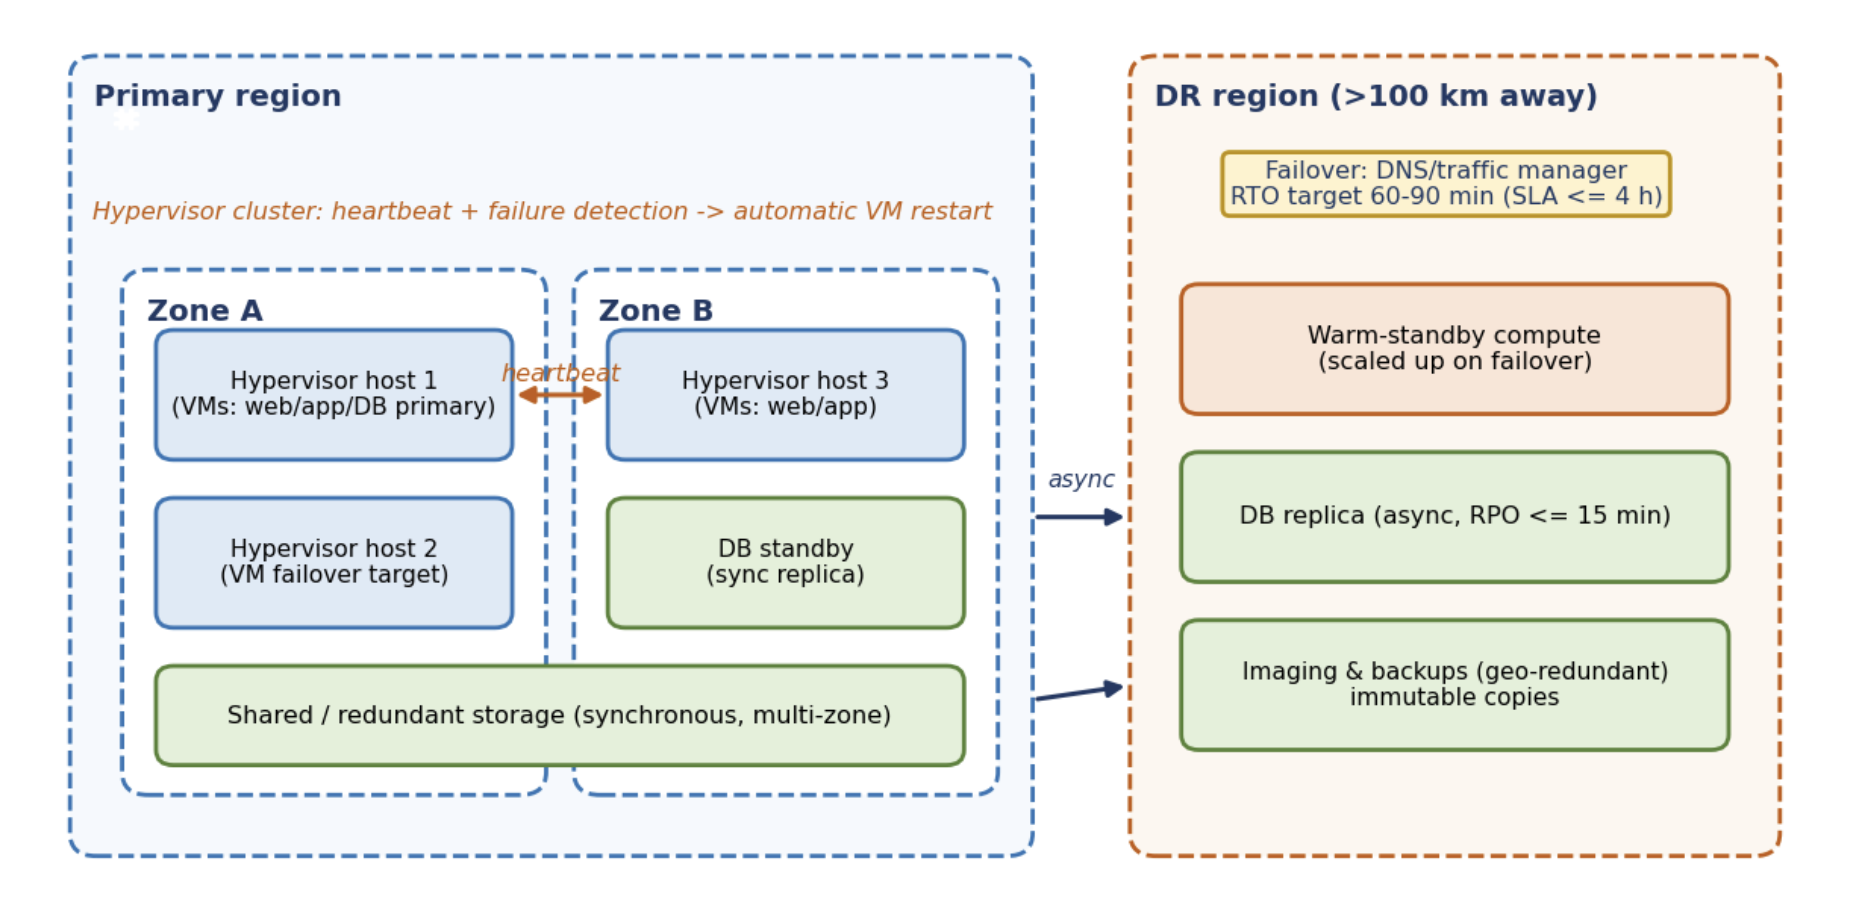 Primary region
Hypervisor cluster: heartbeat + failure detection -> automatic VM restart
Zone A
Hypervisor host 1
(VMs: web/app/DB primary)
heartbeat
Hypervisor host 2
(VM failover target)
Zone B
Hypervisor host 3
(VMs: web/app)
DB standby
(sync replica)
Shared / redundant storage (synchronous, multi-zone)
async
DR region (>100 km away)
Failover: DNS/traffic manager
RTO target 60-90 min (SLA <= 4 h)
Warm-standby compute
(scaled up on failover)
DB replica (async, RPO <= 15 min)
Imaging & backups (geo-redundant)
immutable copies